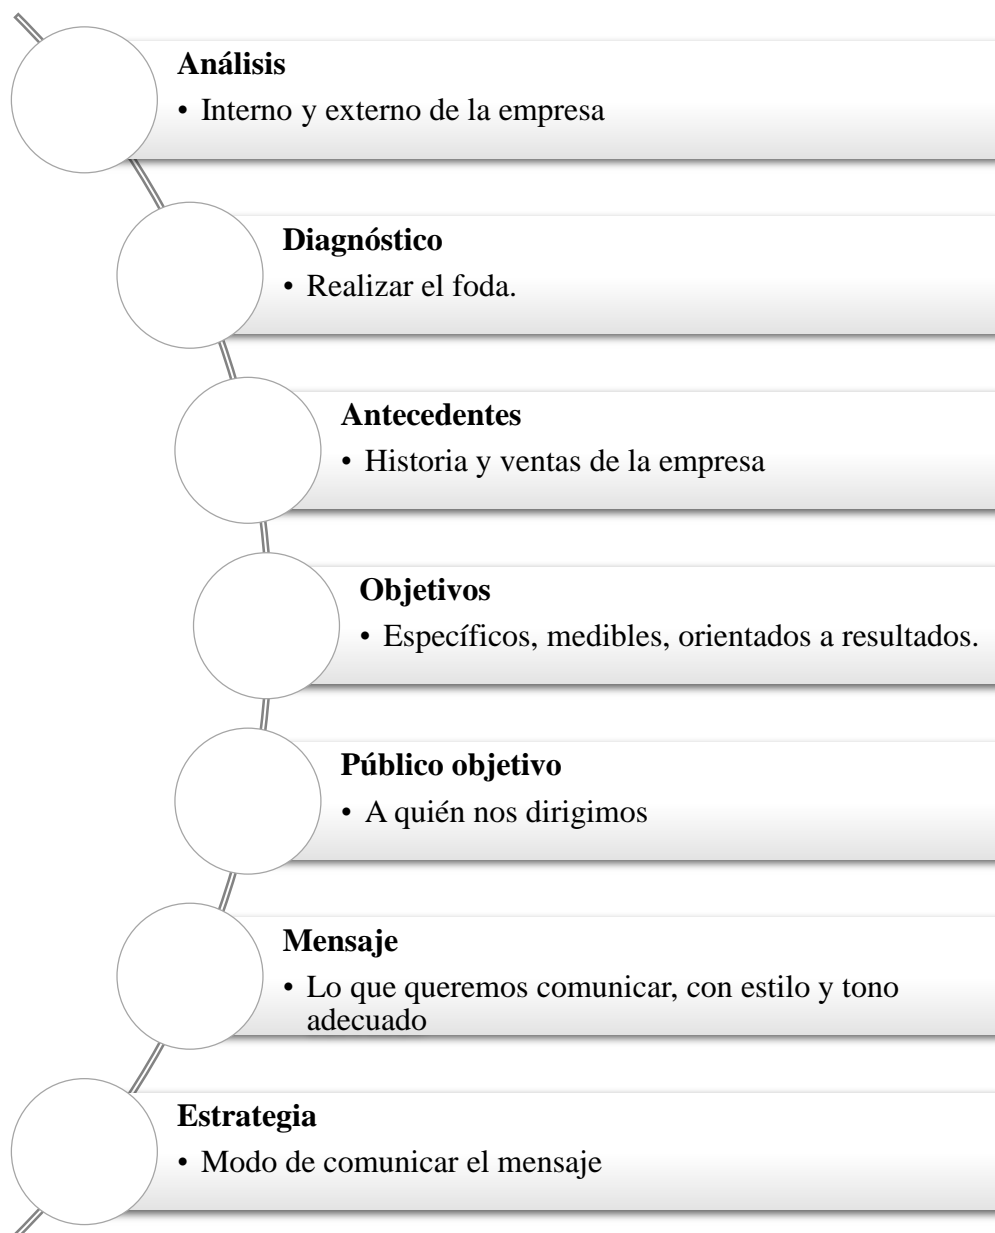 Análisis
• Interno y externo de la empresa
Diagnóstico
• Realizar el foda.
Antecedentes
• Historia y ventas de la empresa
Objetivos
• Específicos, medibles, orientados a resultados.
Público objetivo
• A quién nos dirigimos
Mensaje
• Lo que queremos comunicar, con estilo y tono
adecuado
Estrategia
• Modo de comunicar el mensaje